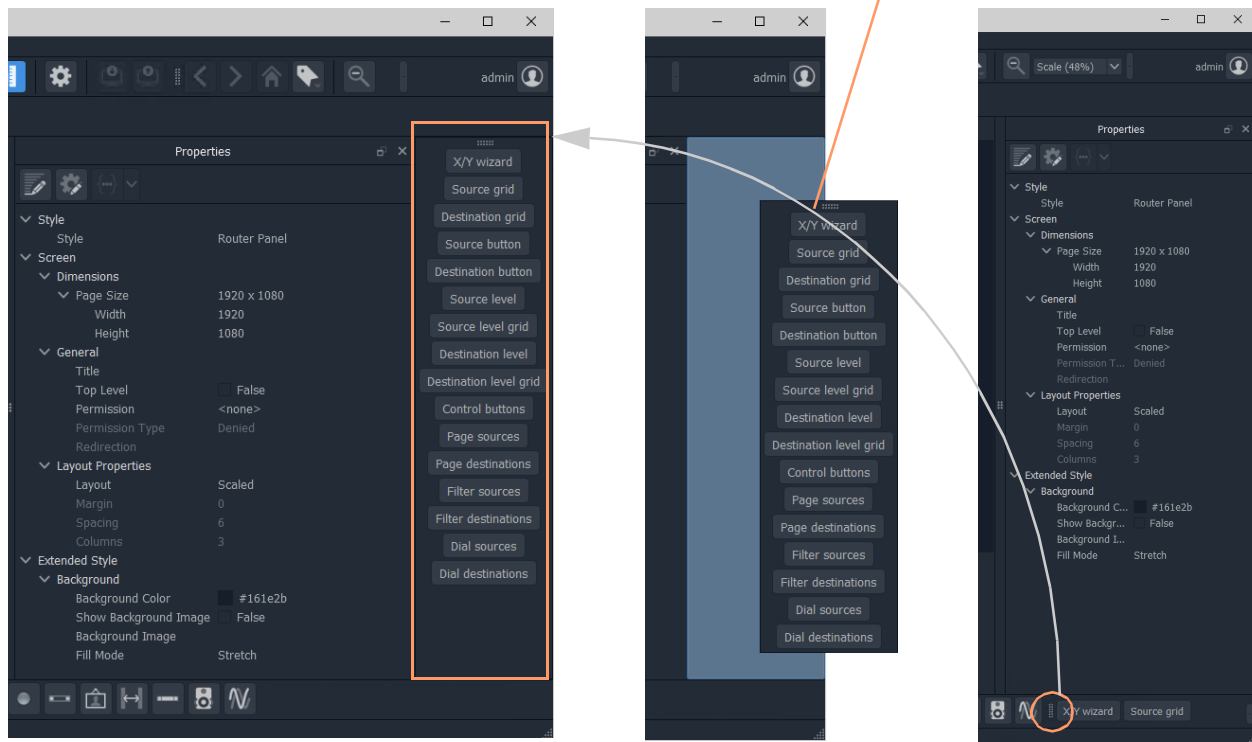 admin
Properties
X/Y wizard
Source grid
Destination grid
Source button
Destination button
Source level
Source level grid
Destination level
Destination level grid
Control buttons
Page sources
Page destinations
Filter sources
Filter destinations
Dial sources
Dial destinations
Style
Style Router Panel
Screen
Dimensions
Page Size 1920 x 1080
Width 1920
Height 1080
General
Title
Top Level False
Permission <none>
Permission Type Denied
Redirection
Layout Properties
Layout Scaled
Margin 0
Spacing 6
Columns 3
Extended Style
Background
Background Color #161e2b
Show Background Image False
Background Image
Fill Mode Stretch
admin
X/Y wizard
Source grid
Destination grid
Source button
Destination button
Source level
Source level grid
Destination level
Destination level grid
Control buttons
Page sources
Page destinations
Filter sources
Filter destinations
Dial sources
Dial destinations
Scale (48%) admin
Properties
Style
Style Router Panel
Screen
Dimensions
Page Size 1920 x 1080
Width 1920
Height 1080
General
Title
Top Level False
Permission <none>
Permission T... Denied
Redirection
Layout Properties
Layout Scaled
Margin 0
Spacing 6
Columns 3
Extended Style
Background
Background C... #161e2b
Show Backgr... False
Background I...
Fill Mode Stretch
X/Y wizard Source grid